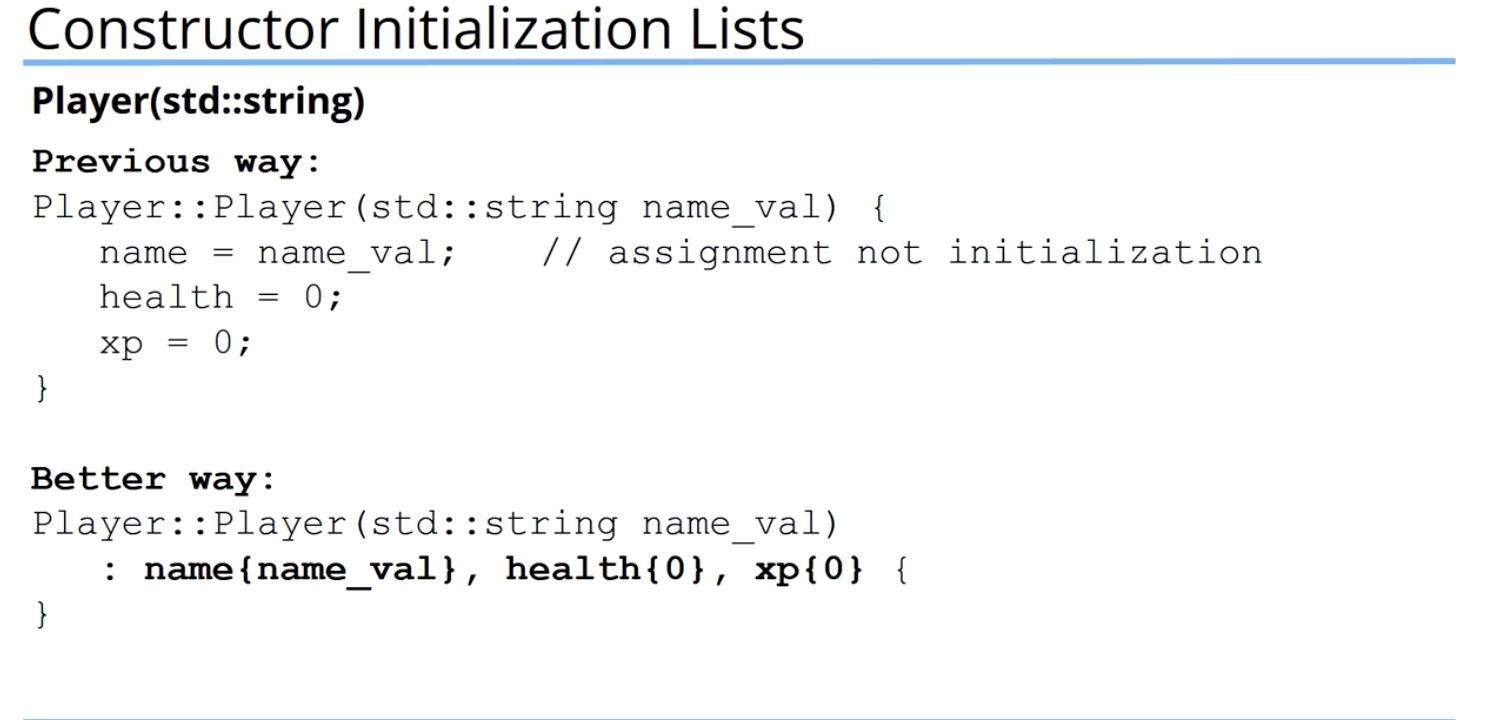 Constructor Initialization Lists
Player(std::string)
Previous way:
Player::Player(std::string name_val) {
name = name_val; // assignment not initialization
health = 0;
xp = 0;
}
Better way:
Player::Player(std::string name_val)
: name{name_val}, health{0}, xp{0} {
}